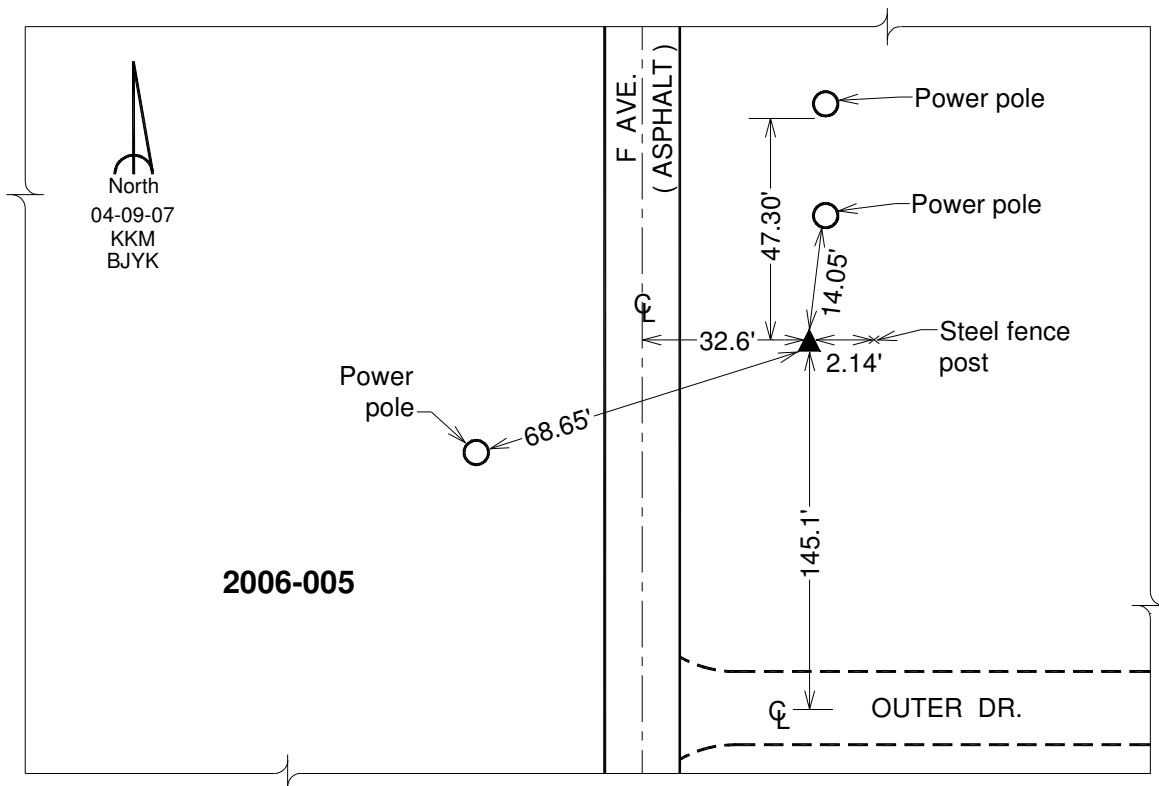 North
04-09-07
KKM
BJYK
F AVE.
( ASPHALT )
Power pole
47.30'
Power pole
14.05'
℄
32.6'
Steel fence
post
2.14'
Power
pole
68.65'
145.1'
2006-005
℄
OUTER DR.